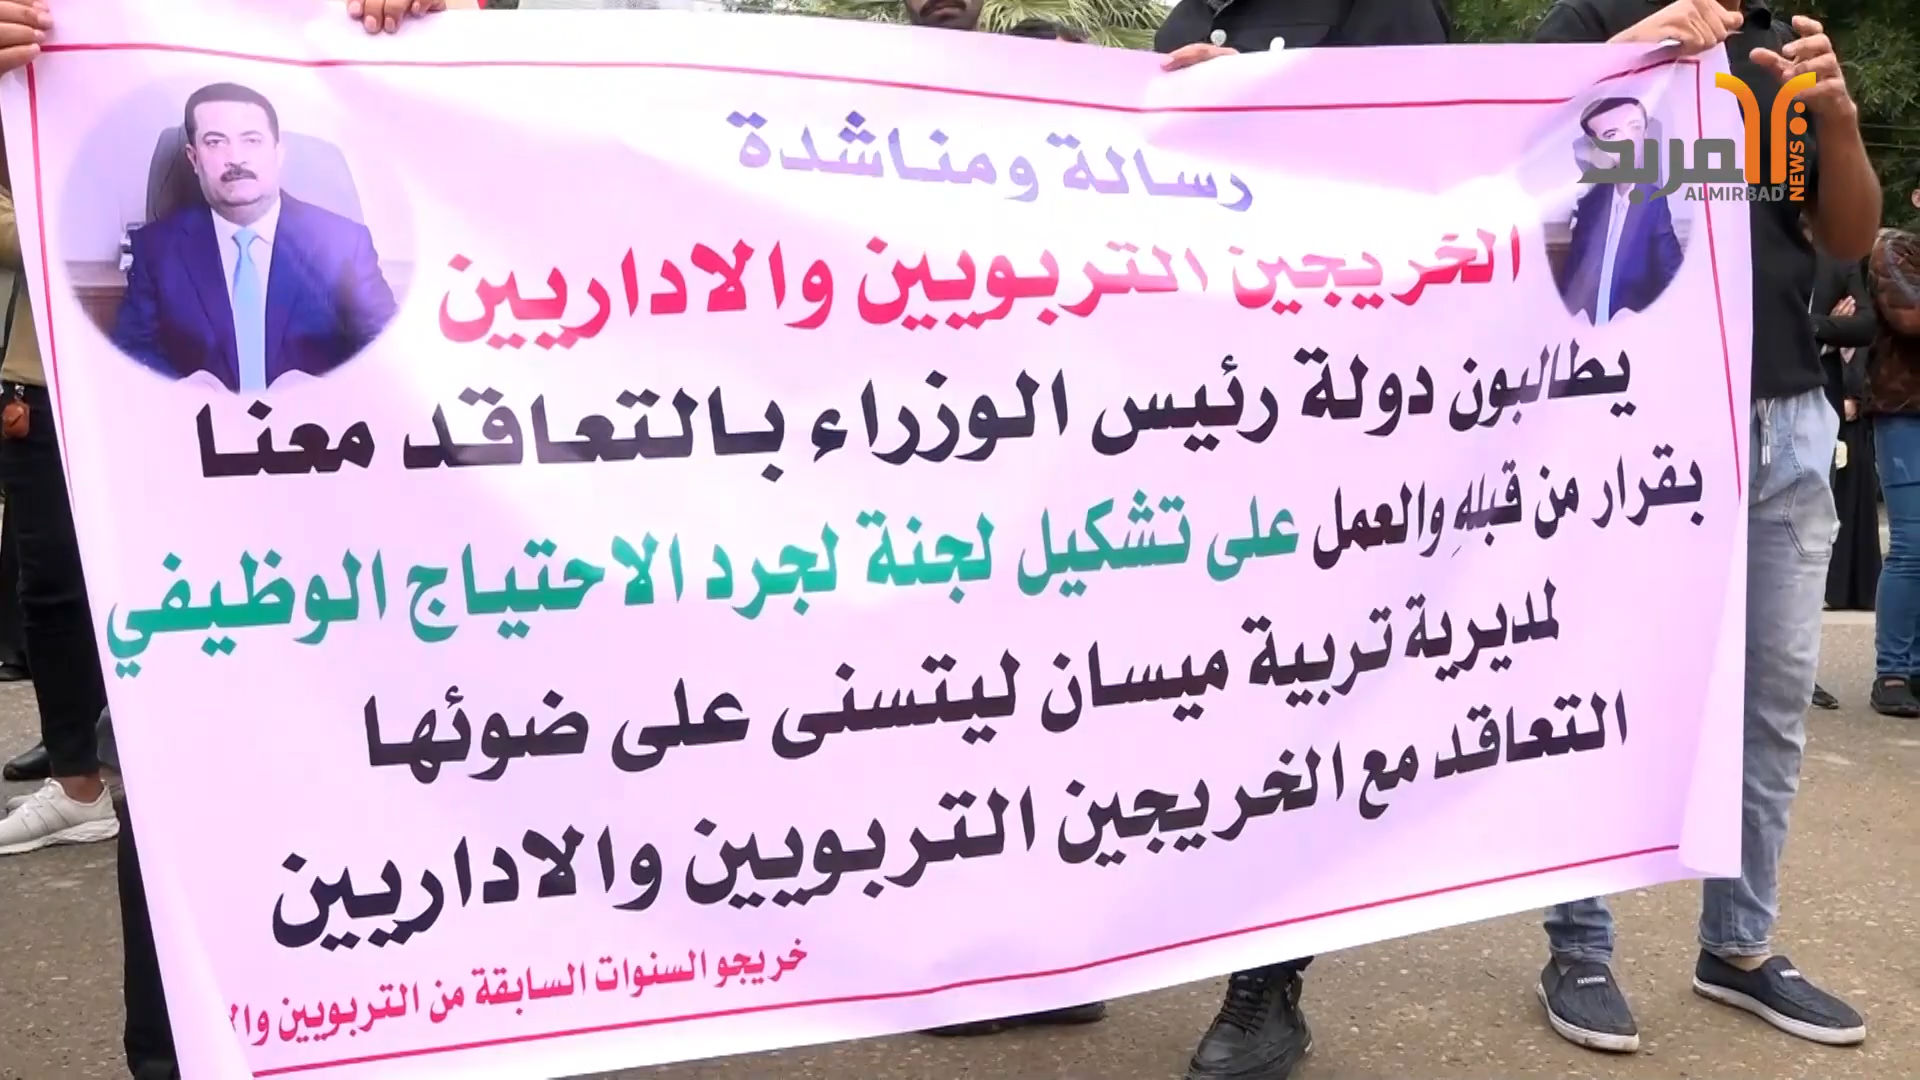 رسالة ومناشدة
الخريجين التربويين والاداريين
يطالبون دولة رئيس الوزراء بالتعاقد معنا
بقرار من قبلهِ والعمل على تشكيل لجنة لجرد الاحتياج الوظيفي
لمديرية تربية ميسان ليتسنى على ضوئها
التعاقد مع الخريجين التربويين والاداريين
خريجو السنوات السابقة من التربويين
المربد
ALMIRBAD
NEWS
FASHION